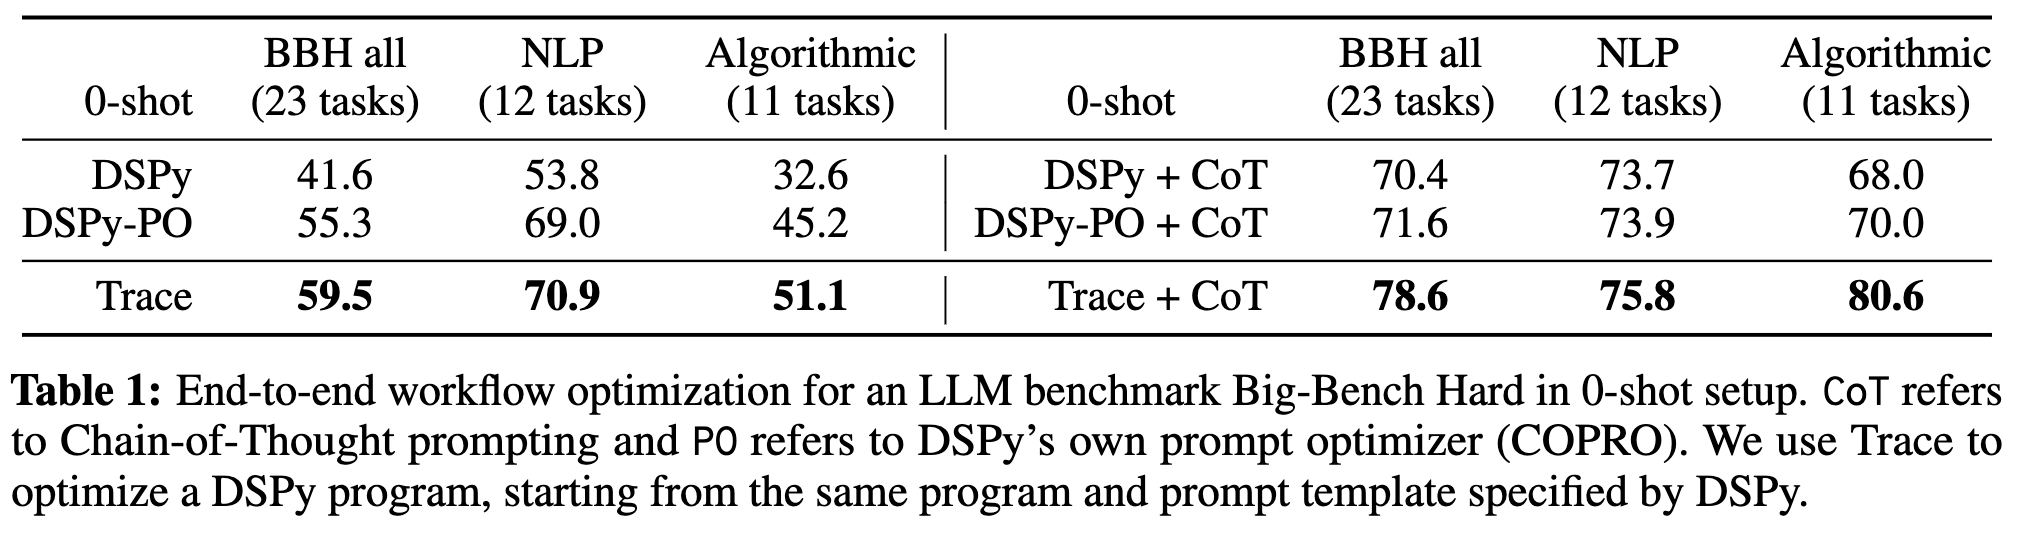 BBH all NLP Algorithmic BBH all NLP Algorithmic
0-shot (23 tasks) (12 tasks) (11 tasks) 0-shot (23 tasks) (12 tasks) (11 tasks)
DSPy 41.6 53.8 32.6 DSPy + CoT 70.4 73.7 68.0
DSPy-PO 55.3 69.0 45.2 DSPy-PO + CoT 71.6 73.9 70.0
Trace 59.5 70.9 51.1 Trace + CoT 78.6 75.8 80.6
Table 1: End-to-end workflow optimization for an LLM benchmark Big-Bench Hard in 0-shot setup. CoT refers
to Chain-of-Thought prompting and PO refers to DSPy’s own prompt optimizer (COPRO). We use Trace to
optimize a DSPy program, starting from the same program and prompt template specified by DSPy.